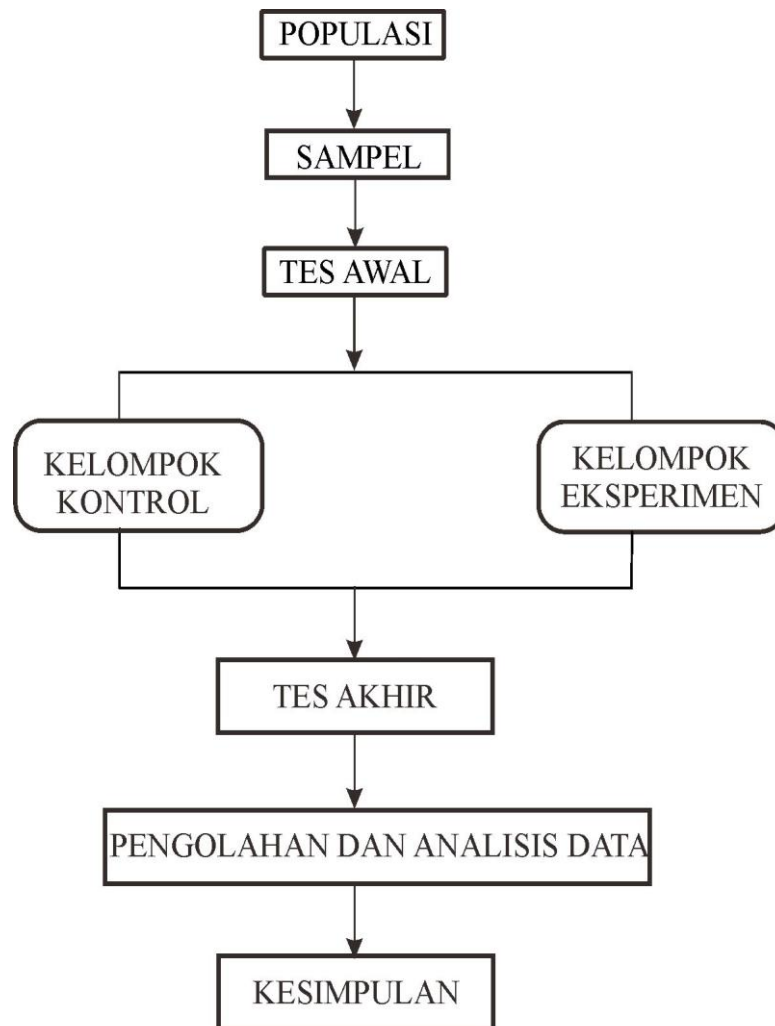 POPULASI
SAMPEL
TES AWAL
KELOMPOK
KONTROL
KELOMPOK
EKSPERIMEN
TES AKHIR
PENGOLAHAN DAN ANALISIS DATA
KESIMPULAN